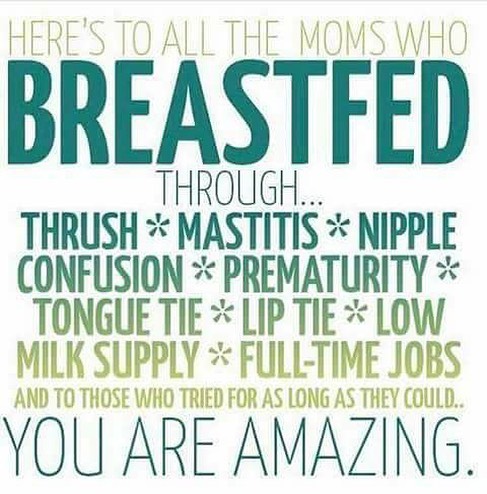 HERE'S TO ALL THE MOMS WHO
BREASTFED
THROUGH...
THRUSH * MASTITIS * NIPPLE
CONFUSION * PREMATURITY *
TONGUE TIE * LIP TIE * LOW
MILK SUPPLY * FULL-TIME JOBS
AND TO THOSE WHO TRIED FOR AS LONG AS THEY COULD..
YOU ARE AMAZING.